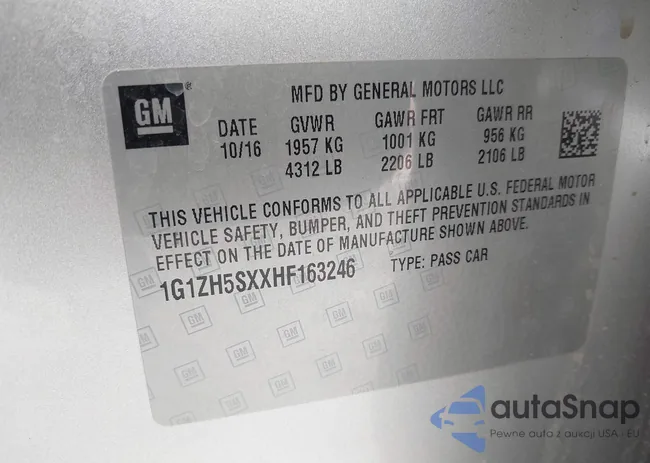 GM
®
MFD BY GENERAL MOTORS LLC
DATE GVWR GAWR FRT GAWR RR
10/16 1957 KG 1001 KG 956 KG
4312 LB 2206 LB 2106 LB
THIS VEHICLE CONFORMS TO ALL APPLICABLE U.S. FEDERAL MOTOR
VEHICLE SAFETY, BUMPER, AND THEFT PREVENTION STANDARDS IN
EFFECT ON THE DATE OF MANUFACTURE SHOWN ABOVE.
1G1ZH5SXXHF163246 TYPE: PASS CAR
autoSnap
Pewne auta z aukcji USA - EU